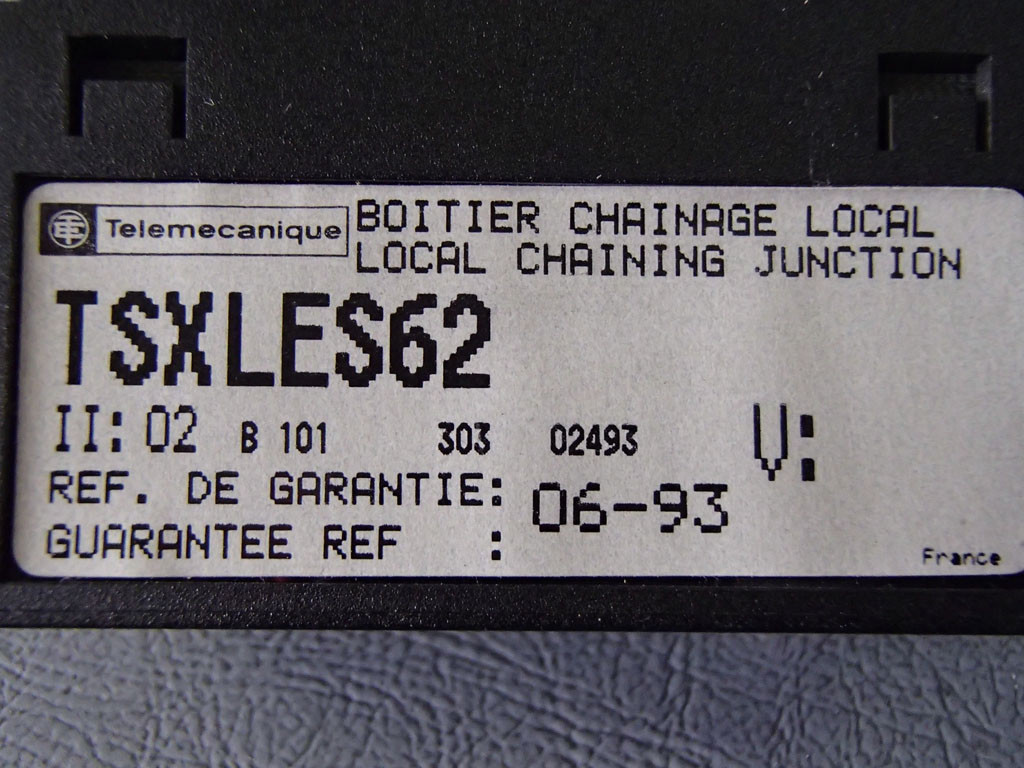 Telemecanique
BOITIER CHAINAGE LOCAL
LOCAL CHAINING JUNCTION
TSXLES62
II: 02 B 101 303 02493 V:
REF. DE GARANTIE: 06-93
GUARANTEE REF :
France